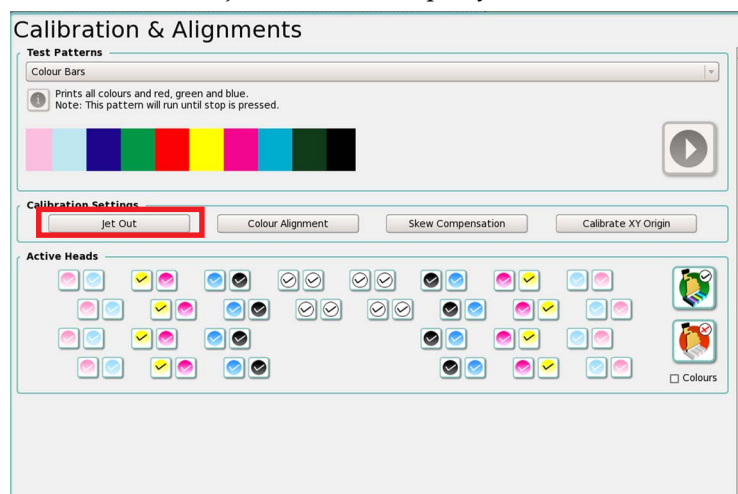 Calibration & Alignments
Test Patterns
Colour Bars
Prints all colours and red, green and blue.
Note: This pattern will run until stop is pressed.
Calibration Settings
Jet Out
Colour Alignment
Skew Compensation
Calibrate XY Origin
Active Heads
Colours